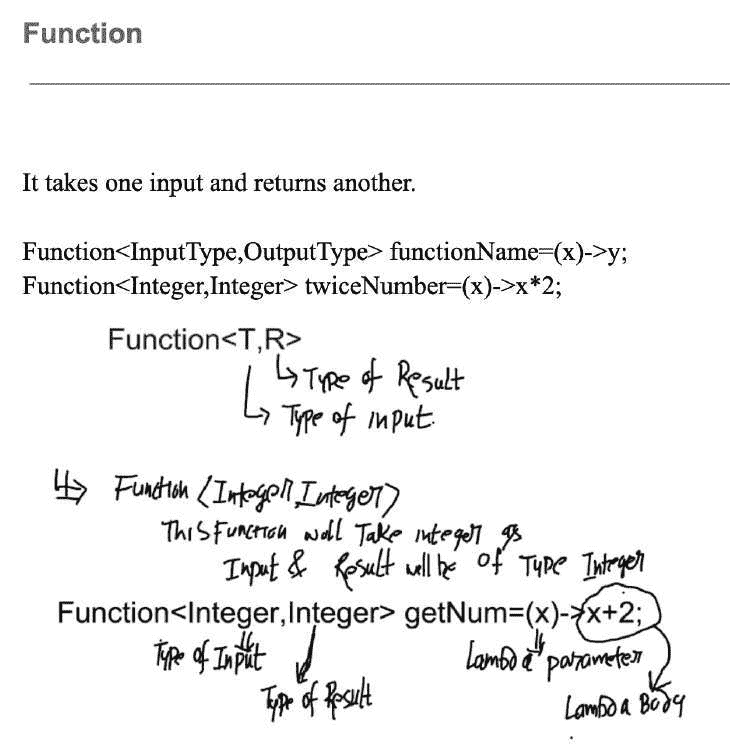 Function
It takes one input and returns another.
Function<InputType,OutputType> functionName=(x)->y;
Function<Integer,Integer> twiceNumber=(x)->x*2;
Function<T,R>
Type of Result
Type of input.
Function <Integer, Integer>
This Function will Take integer as
Input & Result will be of Type Integer
Function<Integer,Integer> getNum=(x)->x+2;
Type of Input
Lambda parameter
Type of Result
Lambda Body